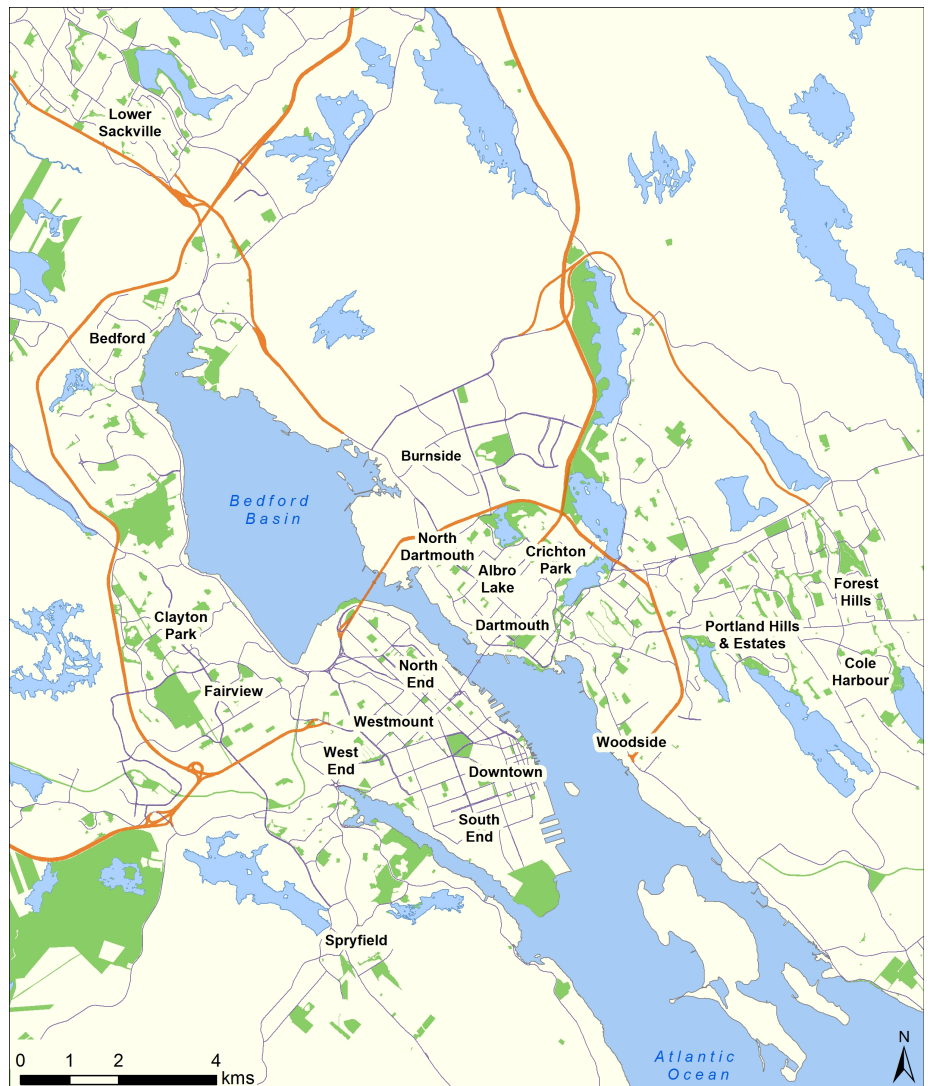 Lower
Sackville
Bedford
Burnside
Bedford
Basin
North
Dartmouth
Crichton
Park
Albro
Lake
Forest
Hills
Clayton
Park
Dartmouth
Portland Hills
& Estates
North
End
Cole
Harbour
Fairview
Westmount
Woodside
West
End
Downtown
South
End
Spryfield
N
Atlantic
Ocean
0 1 2 4
kms